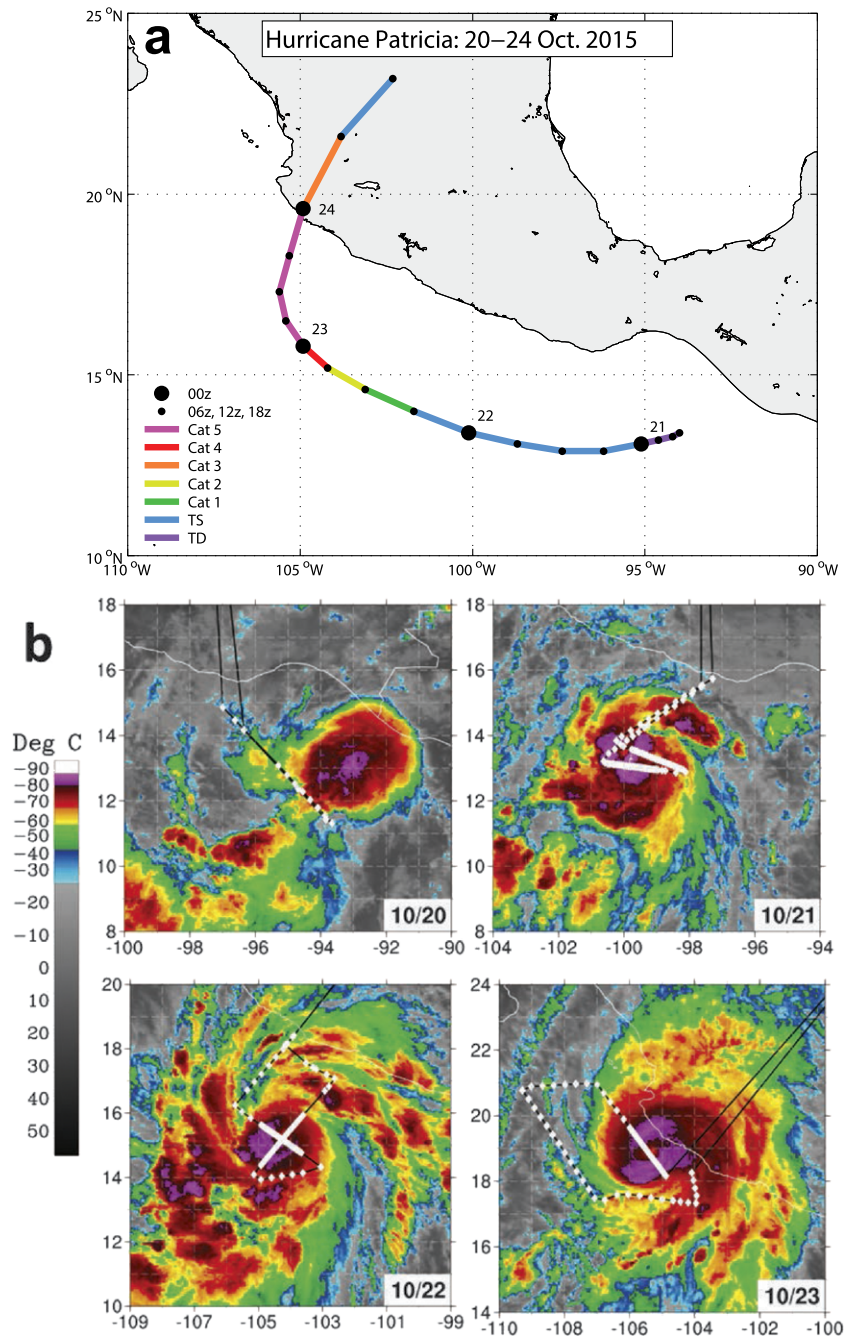 a
Hurricane Patricia: 20−24 Oct. 2015
25 °N
20 °N
15 °N
10 °N
110 °W
105 °W
100 °W
95 °W
90 °W
24
23
22
21
00z
06z, 12z, 18z
Cat 5
Cat 4
Cat 3
Cat 2
Cat 1
TS
TD
b
Deg C
−90
−80
−70
−60
−50
−40
−30
−20
−10
0
10
20
30
40
50
18
16
14
12
10
8
-100 -98 -96 -94 -92 -90
10/20
18
16
14
12
10
8
-104 -102 -100 -98 -96 -94
10/21
20
18
16
14
12
10
-109 -107 -105 -103 -101 -99
10/22
24
22
20
18
16
14
-110 -108 -106 -104 -102 -100
10/23